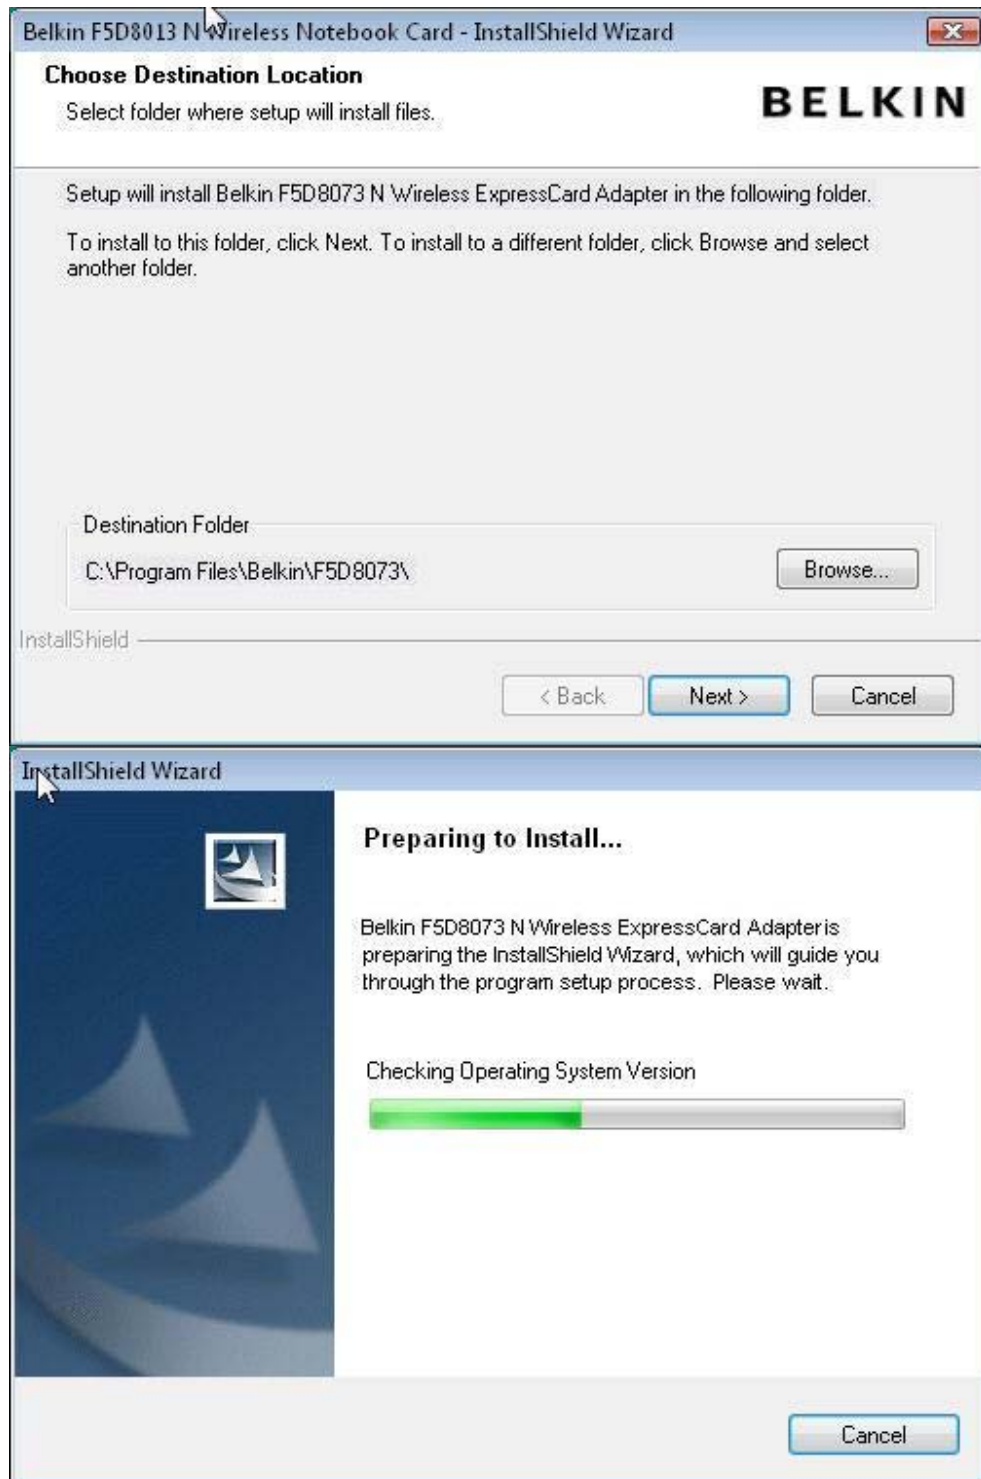 Belkin F5D8013 N Wireless Notebook Card - InstallShield Wizard
Choose Destination Location
Select folder where setup will install files.
BELKIN
Setup will install Belkin F5D8073 N Wireless ExpressCard Adapter in the following folder.
To install to this folder, click Next. To install to a different folder, click Browse and select
another folder.
Destination Folder
C:\Program Files\Belkin\F5D8073\
Browse...
InstallShield
< Back
Next >
Cancel
InstallShield Wizard
Preparing to Install...
Belkin F5D8073 N Wireless ExpressCard Adapter is
preparing the InstallShield Wizard, which will guide you
through the program setup process. Please wait.
Checking Operating System Version
Cancel